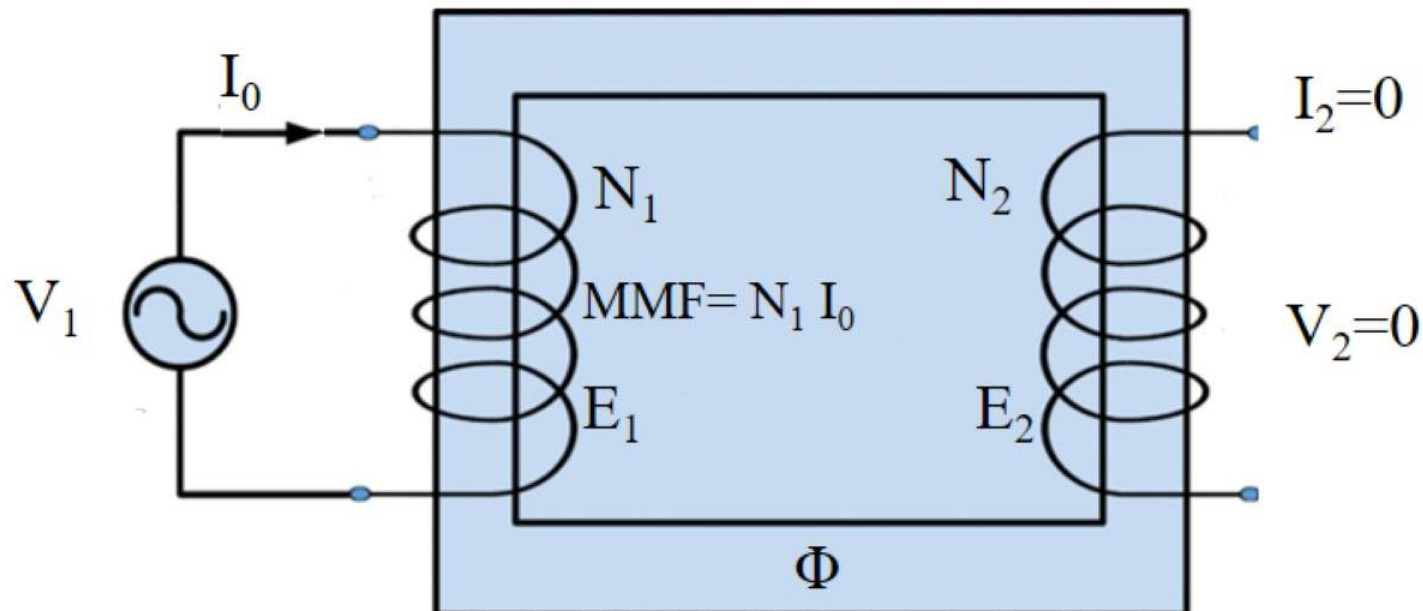 I₀
I₂=0
N₁
N₂
V₁
MMF= N₁ I₀
V₂=0
E₁
E₂
Φ